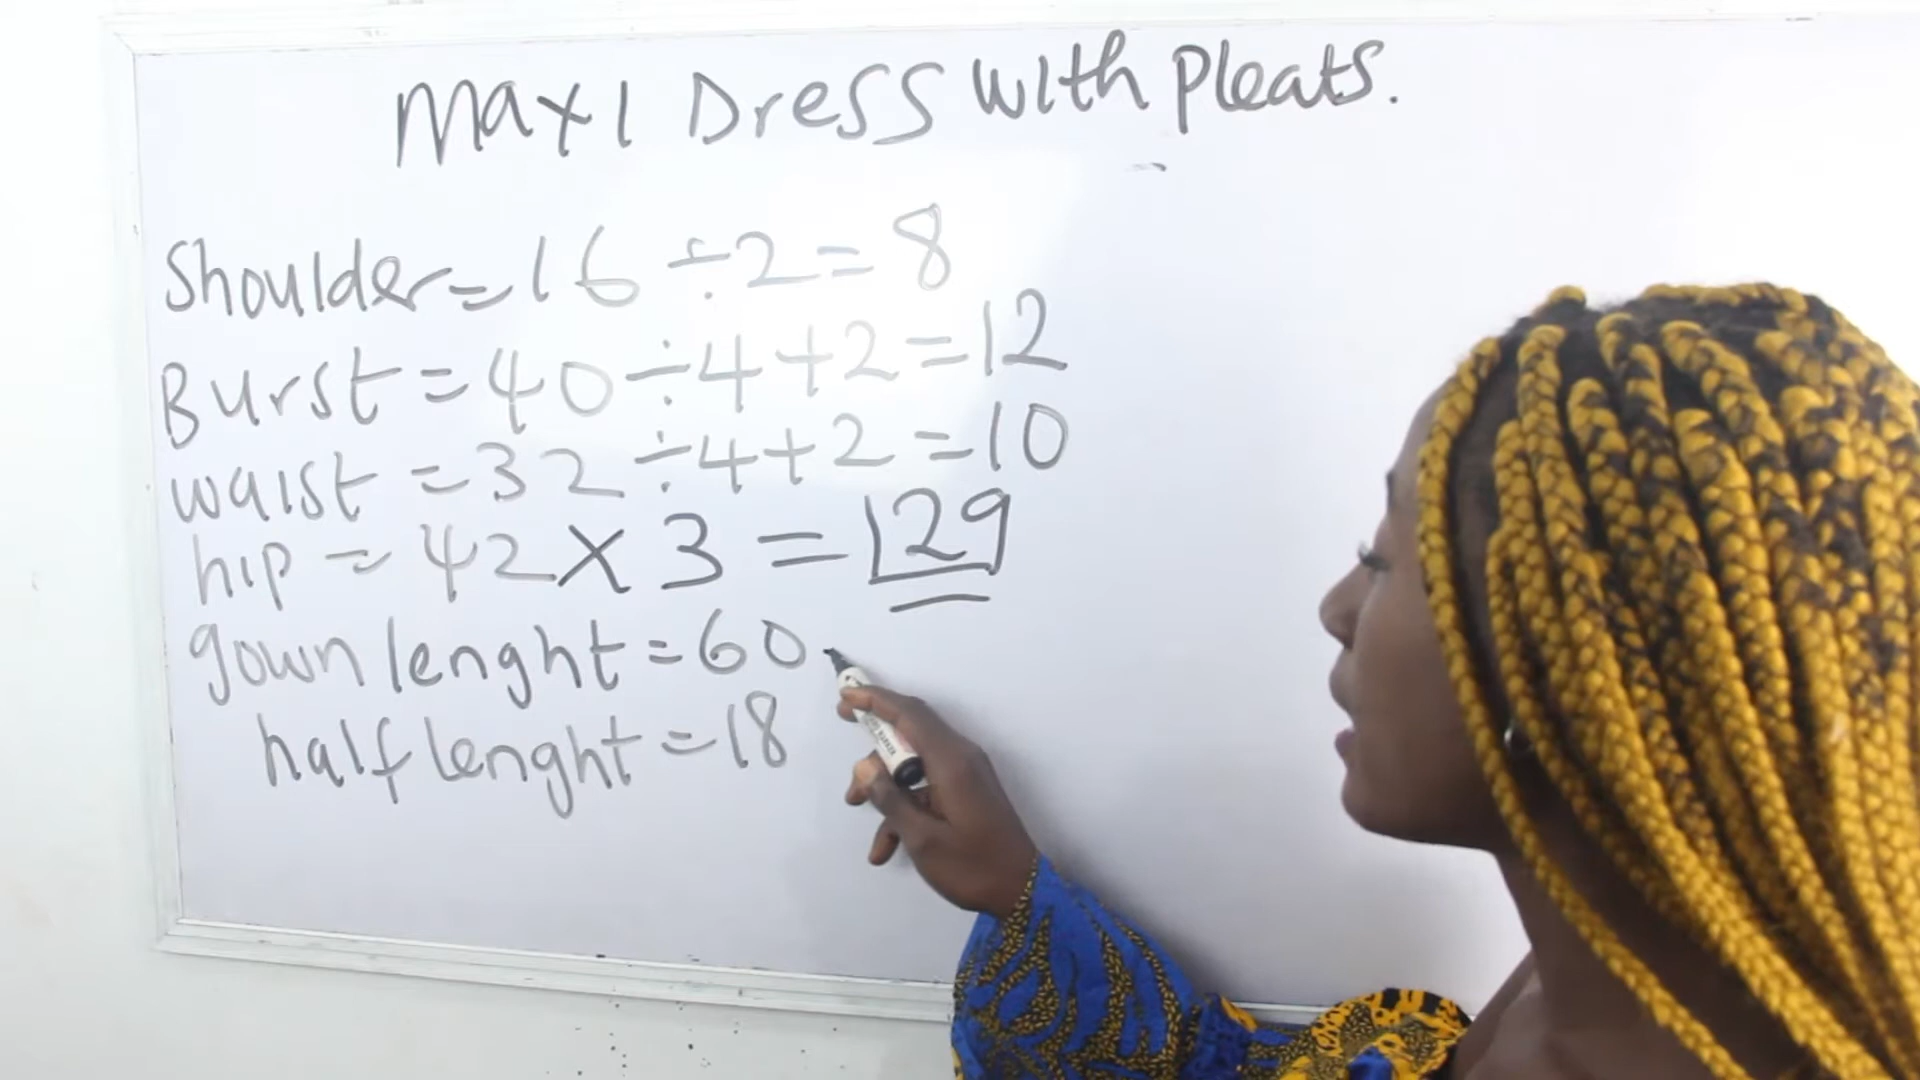 Maxi Dress with pleats.
Shoulder = 16 ÷ 2 = 8
Burst = 40 ÷ 4 + 2 = 12
waist = 32 ÷ 4 + 2 = 10
hip = 42 × 3 = 129
gown lenght = 60
half lenght = 18